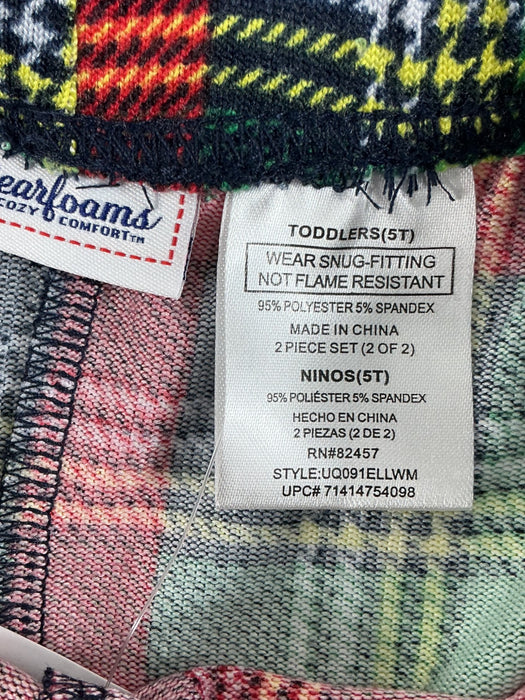 earfoams
COZY COMFORT™
TODDLERS(5T)
WEAR SNUG-FITTING
NOT FLAME RESISTANT
95% POLYESTER 5% SPANDEX
MADE IN CHINA
2 PIECE SET (2 OF 2)
NINOS(5T)
95% POLIÉSTER 5% SPANDEX
HECHO EN CHINA
2 PIEZAS (2 DE 2)
RN#82457
STYLE:UQ091ELLWM
UPC# 71414754098